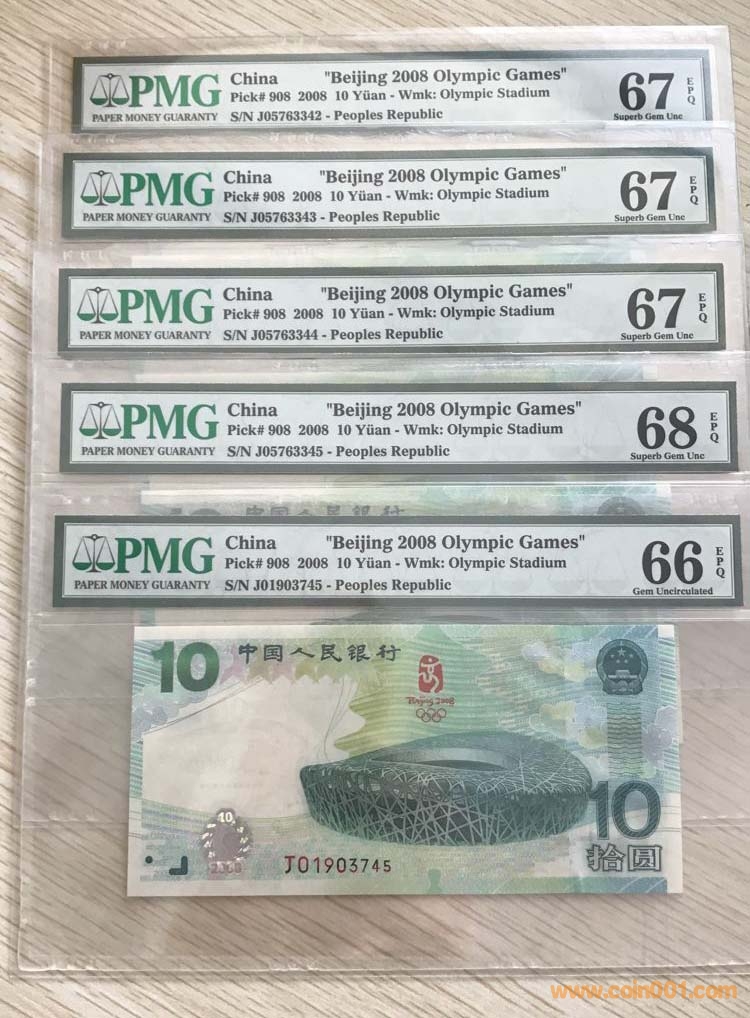 PMG
PAPER MONEY GUARANTY
China "Beijing 2008 Olympic Games"
Pick# 908 2008 10 Yüan - Wmk: Olympic Stadium
S/N J05763342 - Peoples Republic
67 EPQ
Superb Gem Unc
PMG
PAPER MONEY GUARANTY
China "Beijing 2008 Olympic Games"
Pick# 908 2008 10 Yüan - Wmk: Olympic Stadium
S/N J05763343 - Peoples Republic
67 EPQ
Superb Gem Unc
PMG
PAPER MONEY GUARANTY
China "Beijing 2008 Olympic Games"
Pick# 908 2008 10 Yüan - Wmk: Olympic Stadium
S/N J05763344 - Peoples Republic
67 EPQ
Superb Gem Unc
PMG
PAPER MONEY GUARANTY
China "Beijing 2008 Olympic Games"
Pick# 908 2008 10 Yüan - Wmk: Olympic Stadium
S/N J05763345 - Peoples Republic
68 EPQ
Superb Gem Unc
10 中国人民银行
PMG
PAPER MONEY GUARANTY
China "Beijing 2008 Olympic Games"
Pick# 908 2008 10 Yüan - Wmk: Olympic Stadium
S/N J01903745 - Peoples Republic
66 EPQ
Gem Uncirculated
10 中国人民银行
Beijing 2008
10
拾圆
10
2008
J01903745
www.coin001.com